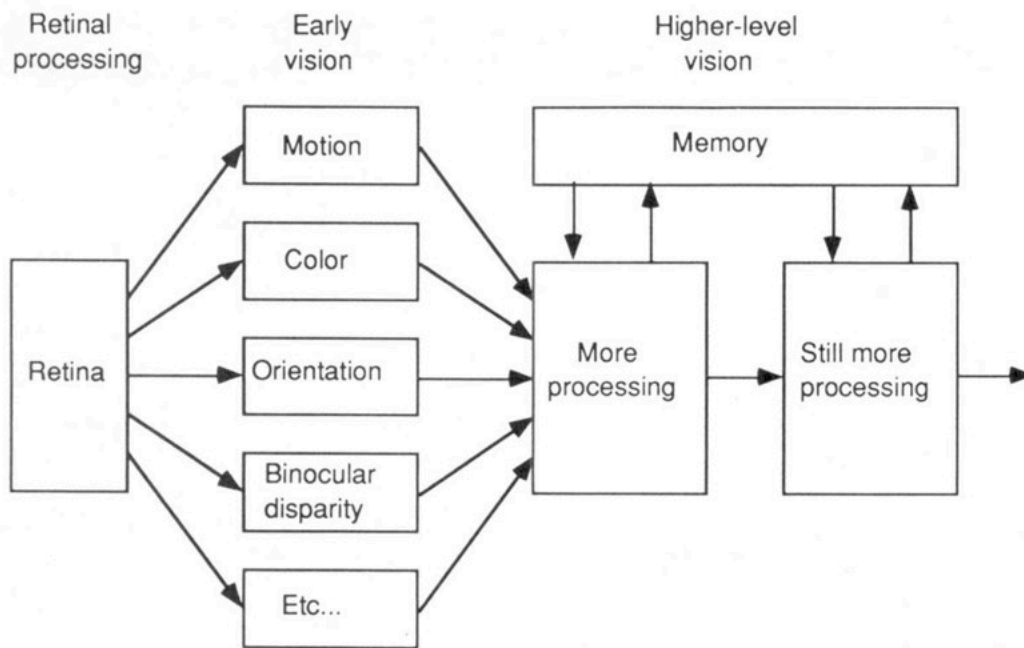 Retinal
processing
Early
vision
Higher-level
vision
Retina
Motion
Color
Orientation
Binocular
disparity
Etc...
Memory
More
processing
Still more
processing